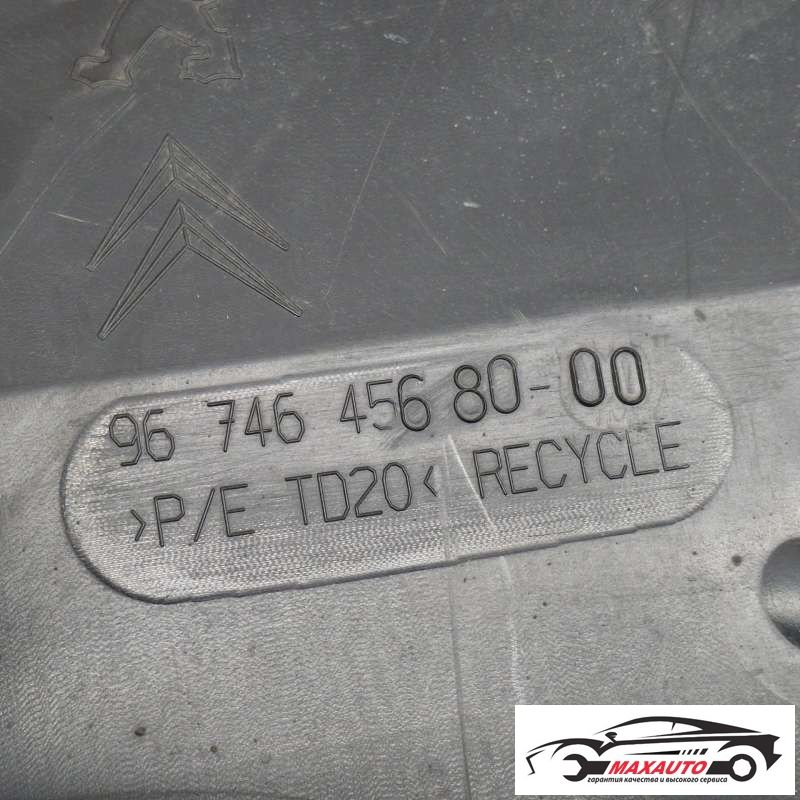 96 746 456 80-00
>P/E TD20< RECYCLE
MAXAUTO
гарантия качества и высокого сервиса